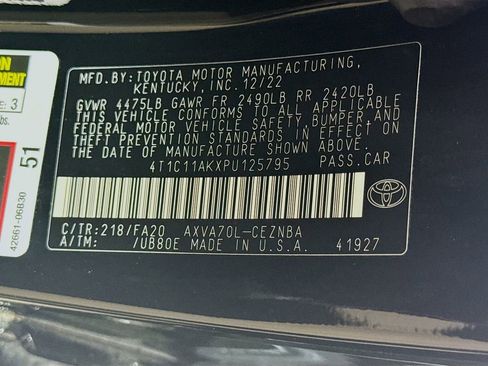 MFD.BY:TOYOTA MOTOR MANUFACTURING,
KENTUCKY, INC. 12/22
GVWR 4475LB GAWR FR 2490LB RR 2420LB
THIS VEHICLE CONFORMS TO ALL APPLICABLE
FEDERAL MOTOR VEHICLE SAFETY, BUMPER, AND
THEFT PREVENTION STANDARDS IN EFFECT ON
THE DATE OF MANUFACTURE SHOWN ABOVE.
4T1C11AKXPU125795 PASS.CAR
C/TR:218/FA20 AXVA70L-CEZNBA
A/TM: /UB80E MADE IN U.S.A. 41927
3
51
42661-06B30